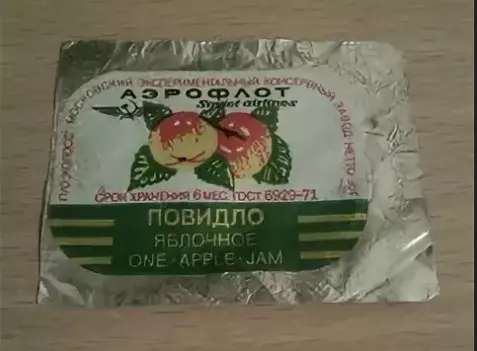 МОСКОВСКИЙ ЭКСПЕРИМЕНТАЛЬНЫЙ КОНСЕРВНЫЙ ЗАВОД НЕТТО
АЭРОФЛОТ
Soviet airlines
СРОК ХРАНЕНИЯ 6 МЕС. ГОСТ 6929-71
ПОВИДЛО
ЯБЛОЧНОЕ
ONE·APPLE·JAM